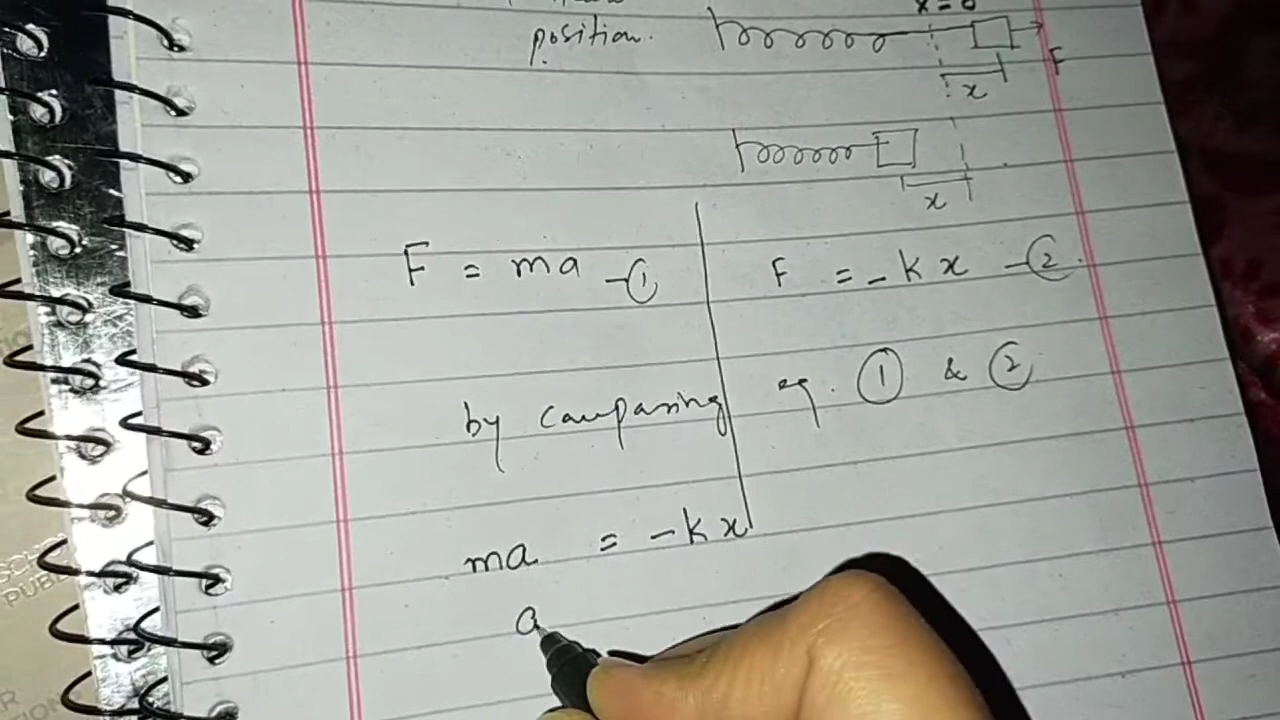 position.
x = 0
F
x
x
F = ma -①
F = -kx -②.
by comparing eq. ① & ②
ma = -kx
a